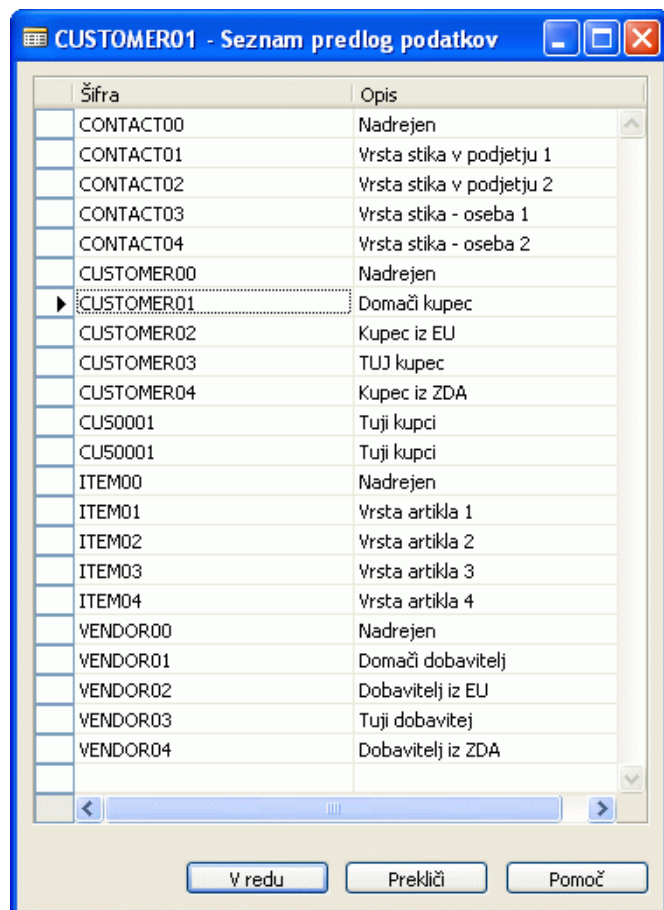 CUSTOMER01 - Seznam predlog podatkov
Šifra Opis
CONTACT00 Nadrejen
CONTACT01 Vrsta stika v podjetju 1
CONTACT02 Vrsta stika v podjetju 2
CONTACT03 Vrsta stika - oseba 1
CONTACT04 Vrsta stika - oseba 2
CUSTOMER00 Nadrejen
CUSTOMER01 Domači kupec
CUSTOMER02 Kupec iz EU
CUSTOMER03 TUJ kupec
CUSTOMER04 Kupec iz ZDA
CUS0001 Tuji kupci
CU50001 Tuji kupci
ITEM00 Nadrejen
ITEM01 Vrsta artikla 1
ITEM02 Vrsta artikla 2
ITEM03 Vrsta artikla 3
ITEM04 Vrsta artikla 4
VENDOR00 Nadrejen
VENDOR01 Domači dobavitelj
VENDOR02 Dobavitelj iz EU
VENDOR03 Tuji dobavitej
VENDOR04 Dobavitelj iz ZDA
V redu Prekliči Pomoč